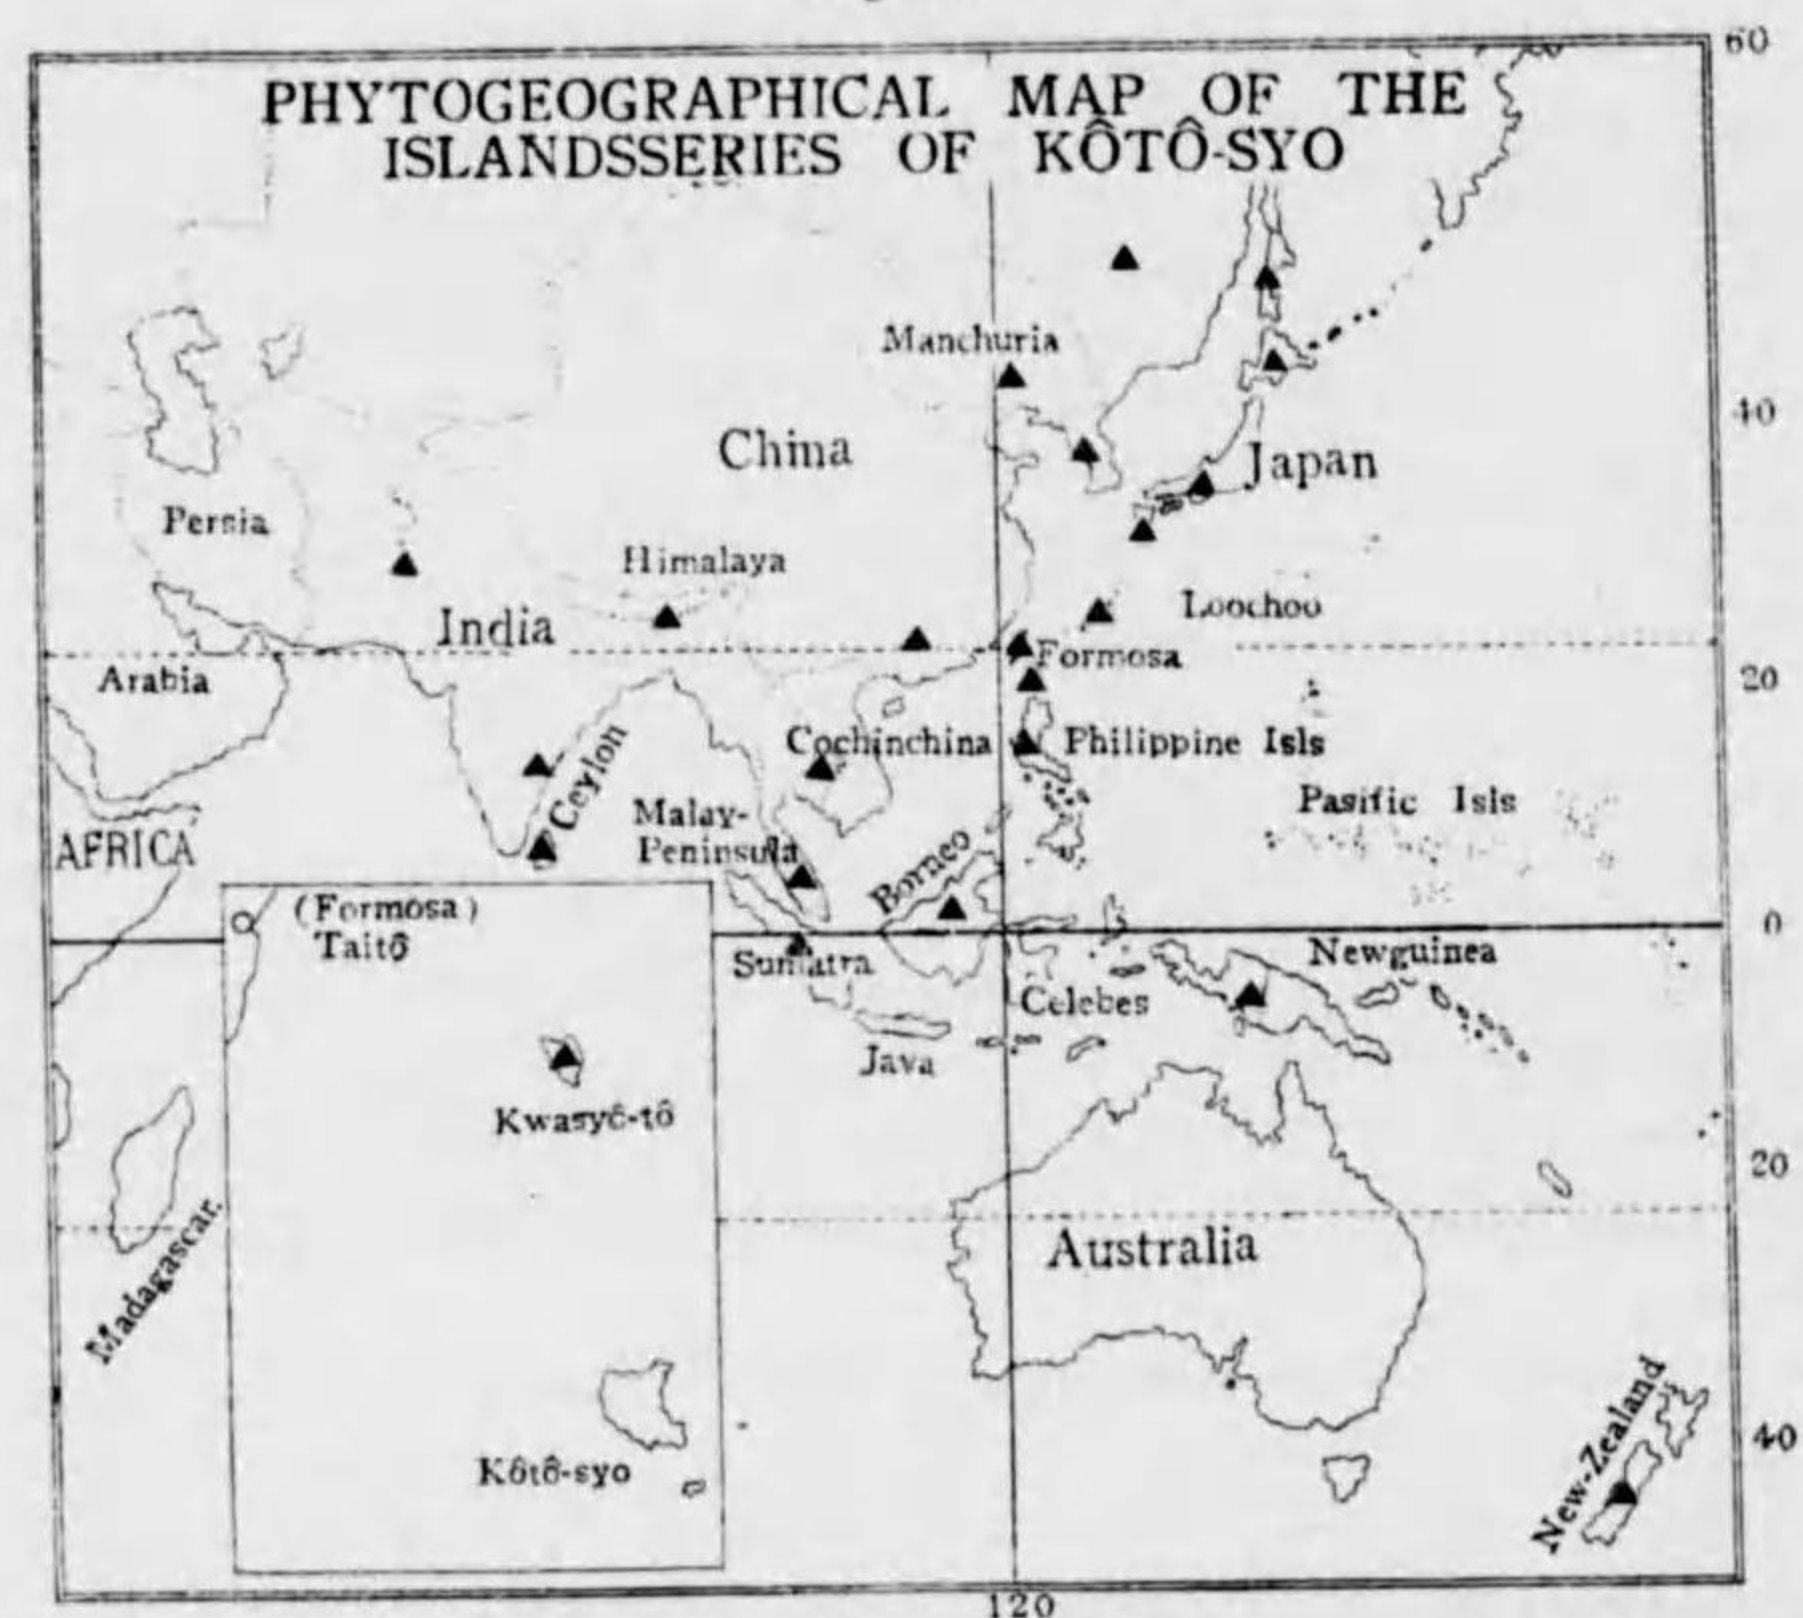 PHYTOGEOGRAPHICAL MAP OF THE
ISLANDSSERIES OF KÔTÔ-SYO
60
Manchuria
40
China
Japan
Persia
Himalaya
India
Loochoo
Formosa
Arabia
20
Cochinchina
Philippine Isls
Ceylon
Malay-
Peninsula
Pasific Isls
AFRICA
Borneo
(Formosa)
Taitô
0
Sumatra
Newguinea
Celebes
Java
Kwasyô-tô
20
Madagascar.
Australia
New-Zealand
40
Kôtô-syo
120